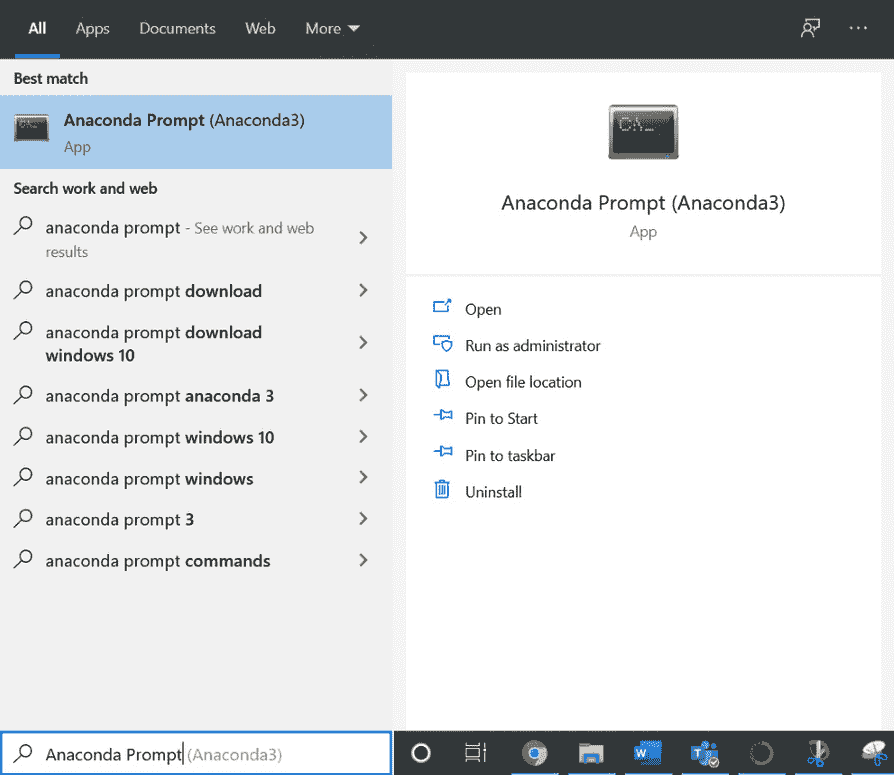 All Apps Documents Web More
Best match
Anaconda Prompt (Anaconda3)
App
Search work and web
anaconda prompt - See work and web
results
anaconda prompt download
anaconda prompt download
windows 10
anaconda prompt anaconda 3
anaconda prompt windows 10
anaconda prompt windows
anaconda prompt 3
anaconda prompt commands
Anaconda Prompt (Anaconda3)
App
Open
Run as administrator
Open file location
Pin to Start
Pin to taskbar
Uninstall
Anaconda Prompt (Anaconda3)